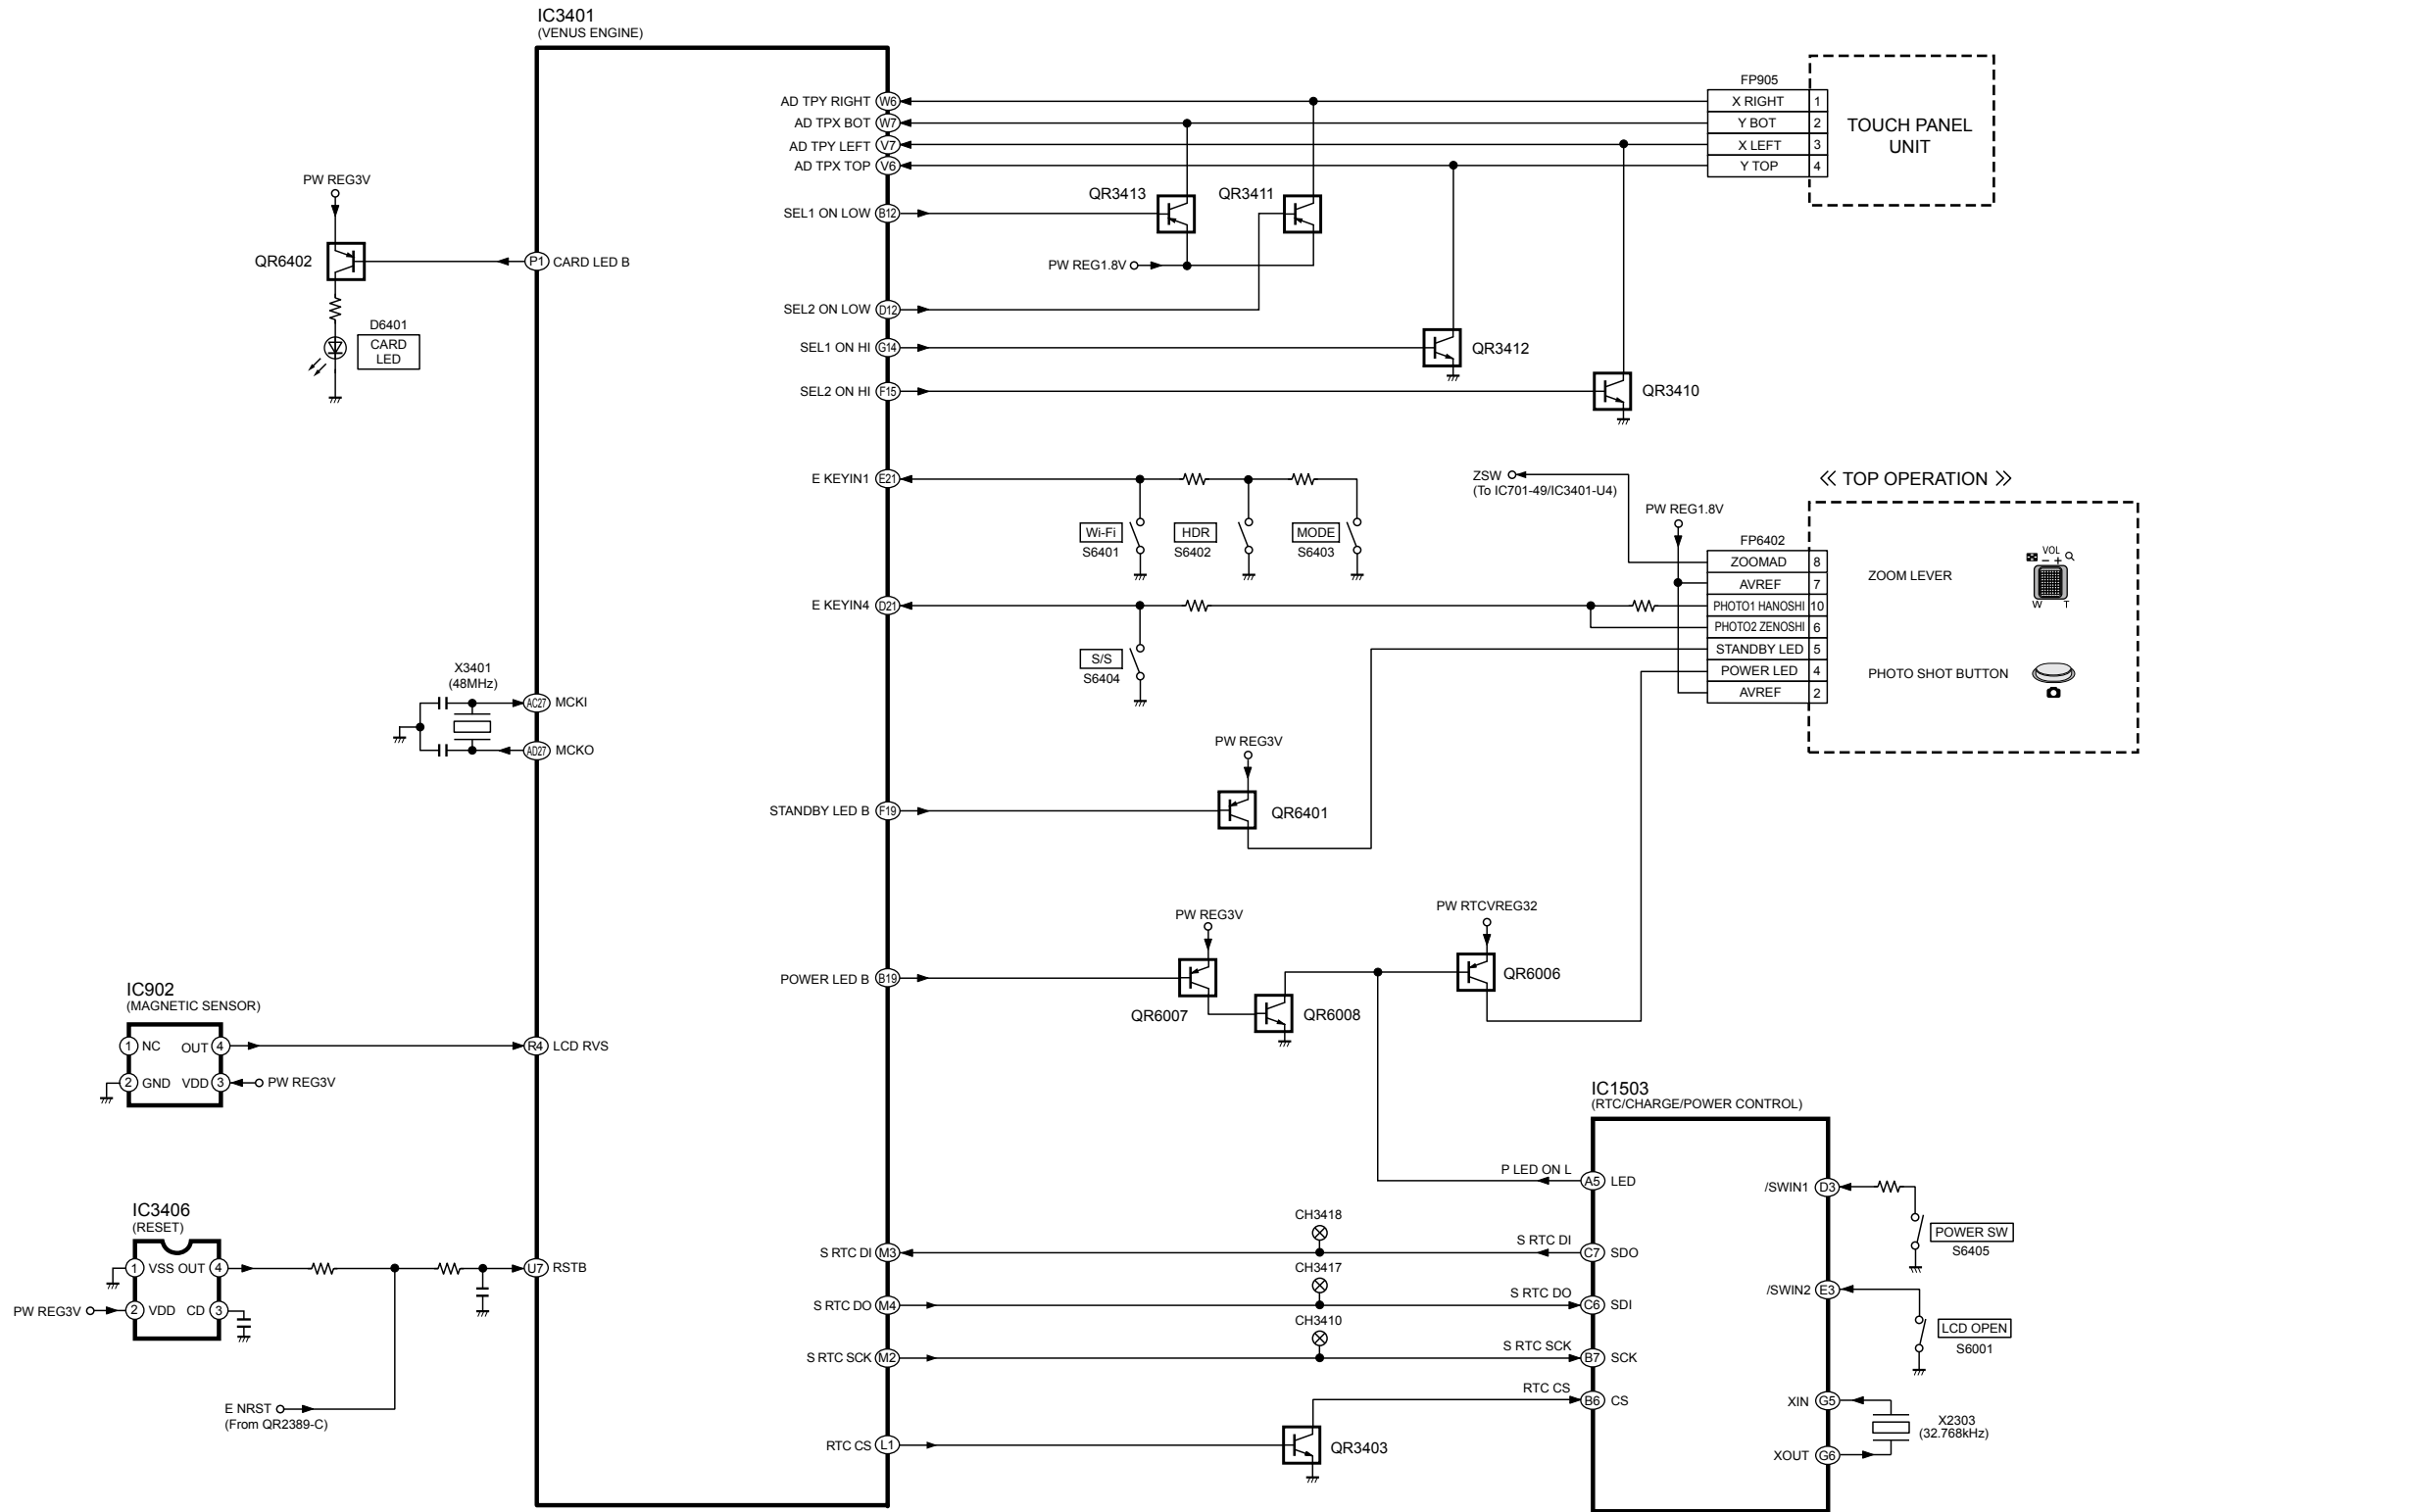 IC3401
(VENUS ENGINE)
AD TPY RIGHT W6
AD TPX BOT W7
AD TPY LEFT V7
AD TPX TOP V6
SEL1 ON LOW B12
SEL2 ON LOW D12
SEL1 ON HI G14
SEL2 ON HI F15
E KEYIN1 E21
E KEYIN4 D21
STANDBY LED B F19
POWER LED B B19
S RTC DI M3
S RTC DO M4
S RTC SCK M2
RTC CS L1
P1 CARD LED B
AC27 MCKI
AD27 MCKO
R4 LCD RVS
U7 RSTB
PW REG3V
QR6402
D6401
CARD
LED
X3401
(48MHz)
IC902
(MAGNETIC SENSOR)
1 NC OUT 4
2 GND VDD 3 PW REG3V
IC3406
(RESET)
1 VSS OUT 4
PW REG3V 2 VDD CD 3
E NRST
(From QR2389-C)
FP905
X RIGHT 1
Y BOT 2
X LEFT 3
Y TOP 4
TOUCH PANEL
UNIT
QR3413
QR3411
PW REG1.8V
QR3412
QR3410
Wi-Fi
S6401
HDR
S6402
MODE
S6403
S/S
S6404
ZSW
(To IC701-49/IC3401-U4)
PW REG1.8V
<< TOP OPERATION >>
FP6402
ZOOMAD 8
AVREF 7
PHOTO1 HANOSHI 10
PHOTO2 ZENOSHI 6
STANDBY LED 5
POWER LED 4
AVREF 2
ZOOM LEVER
VOL
− +
W T
PHOTO SHOT BUTTON
PW REG3V
QR6401
PW REG3V
QR6007
QR6008
PW RTCVREG32
QR6006
IC1503
(RTC/CHARGE/POWER CONTROL)
P LED ON L A5 LED
CH3418
S RTC DI C7 SDO
CH3417
S RTC DO C6 SDI
CH3410
S RTC SCK B7 SCK
RTC CS B6 CS
QR3403
/SWIN1 D3
POWER SW
S6405
/SWIN2 E3
LCD OPEN
S6001
XIN G5
X2303
(32.768kHz)
XOUT G6